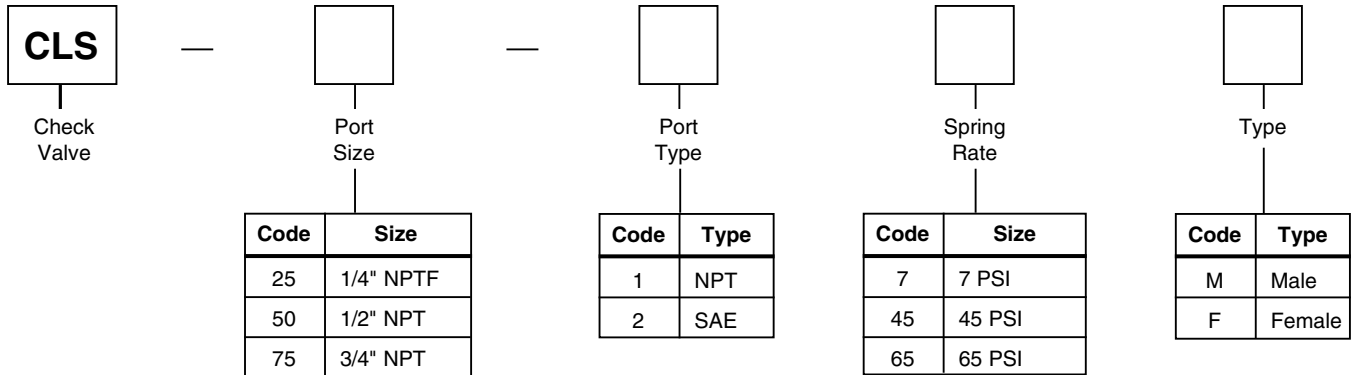 CLS — —
Check Valve
Port Size
Port Type
Spring Rate
Type
Code Size
25 1/4" NPTF
50 1/2" NPT
75 3/4" NPT
Code Type
1 NPT
2 SAE
Code Size
7 7 PSI
45 45 PSI
65 65 PSI
Code Type
M Male
F Female